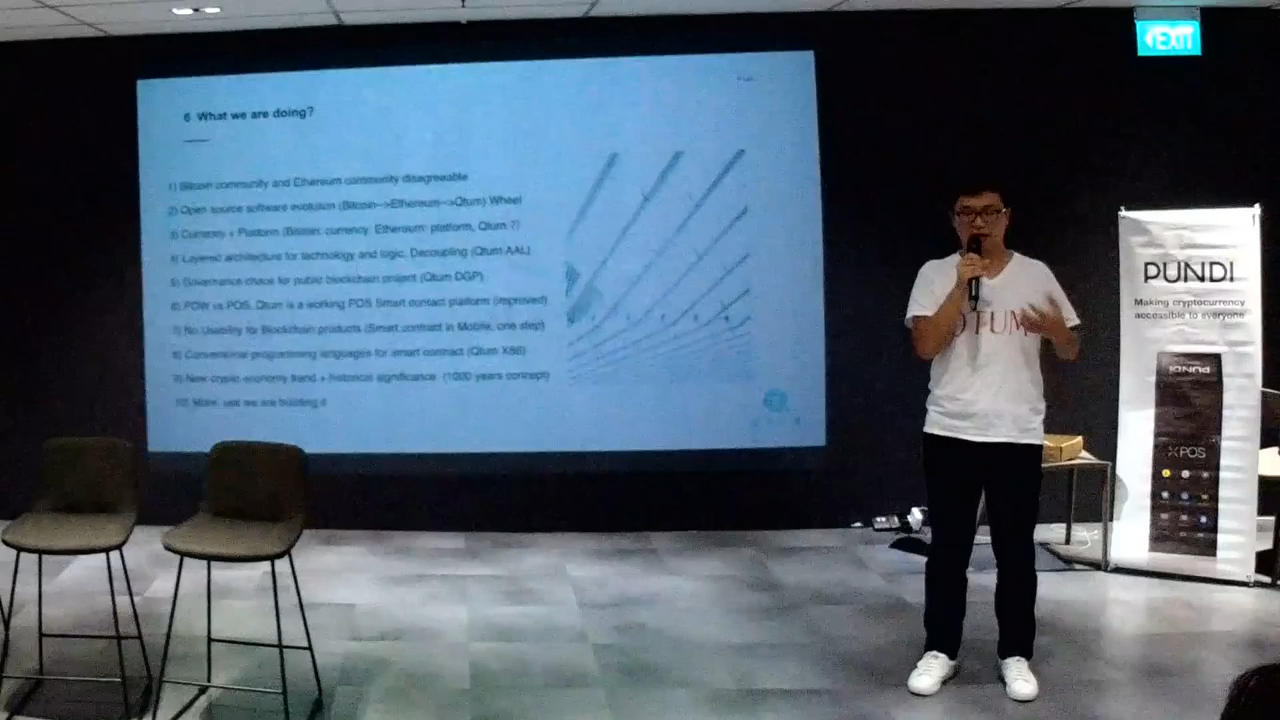 6 What we are doing?
1) Bitcoin community and Ethereum community disagreeable
2) Open source software evolution (Bitcoin-->Ethereum-->Qtum) Wheel
3) Currency + Platform (Bitcoin: currency, Ethereum: platform, Qtum ?)
4) Layered architecture for technology and logic, Decoupling (Qtum AAL)
5) Governance chaos for public blockchain project (Qtum DGP)
6) POW vs POS, Qtum is a working POS Smart contact platform (improved)
7) No Usability for Blockchain products (Smart contract in Mobile, one step)
8) Conventional programming languages for smart contract (Qtum X86)
9) New crypto economy trend + historical significance (1000 years concept)
10) More, use we are building it
EXIT
QTUM
PUNDI
Making cryptocurrency
accessible to everyone
PUNDI
XPOS